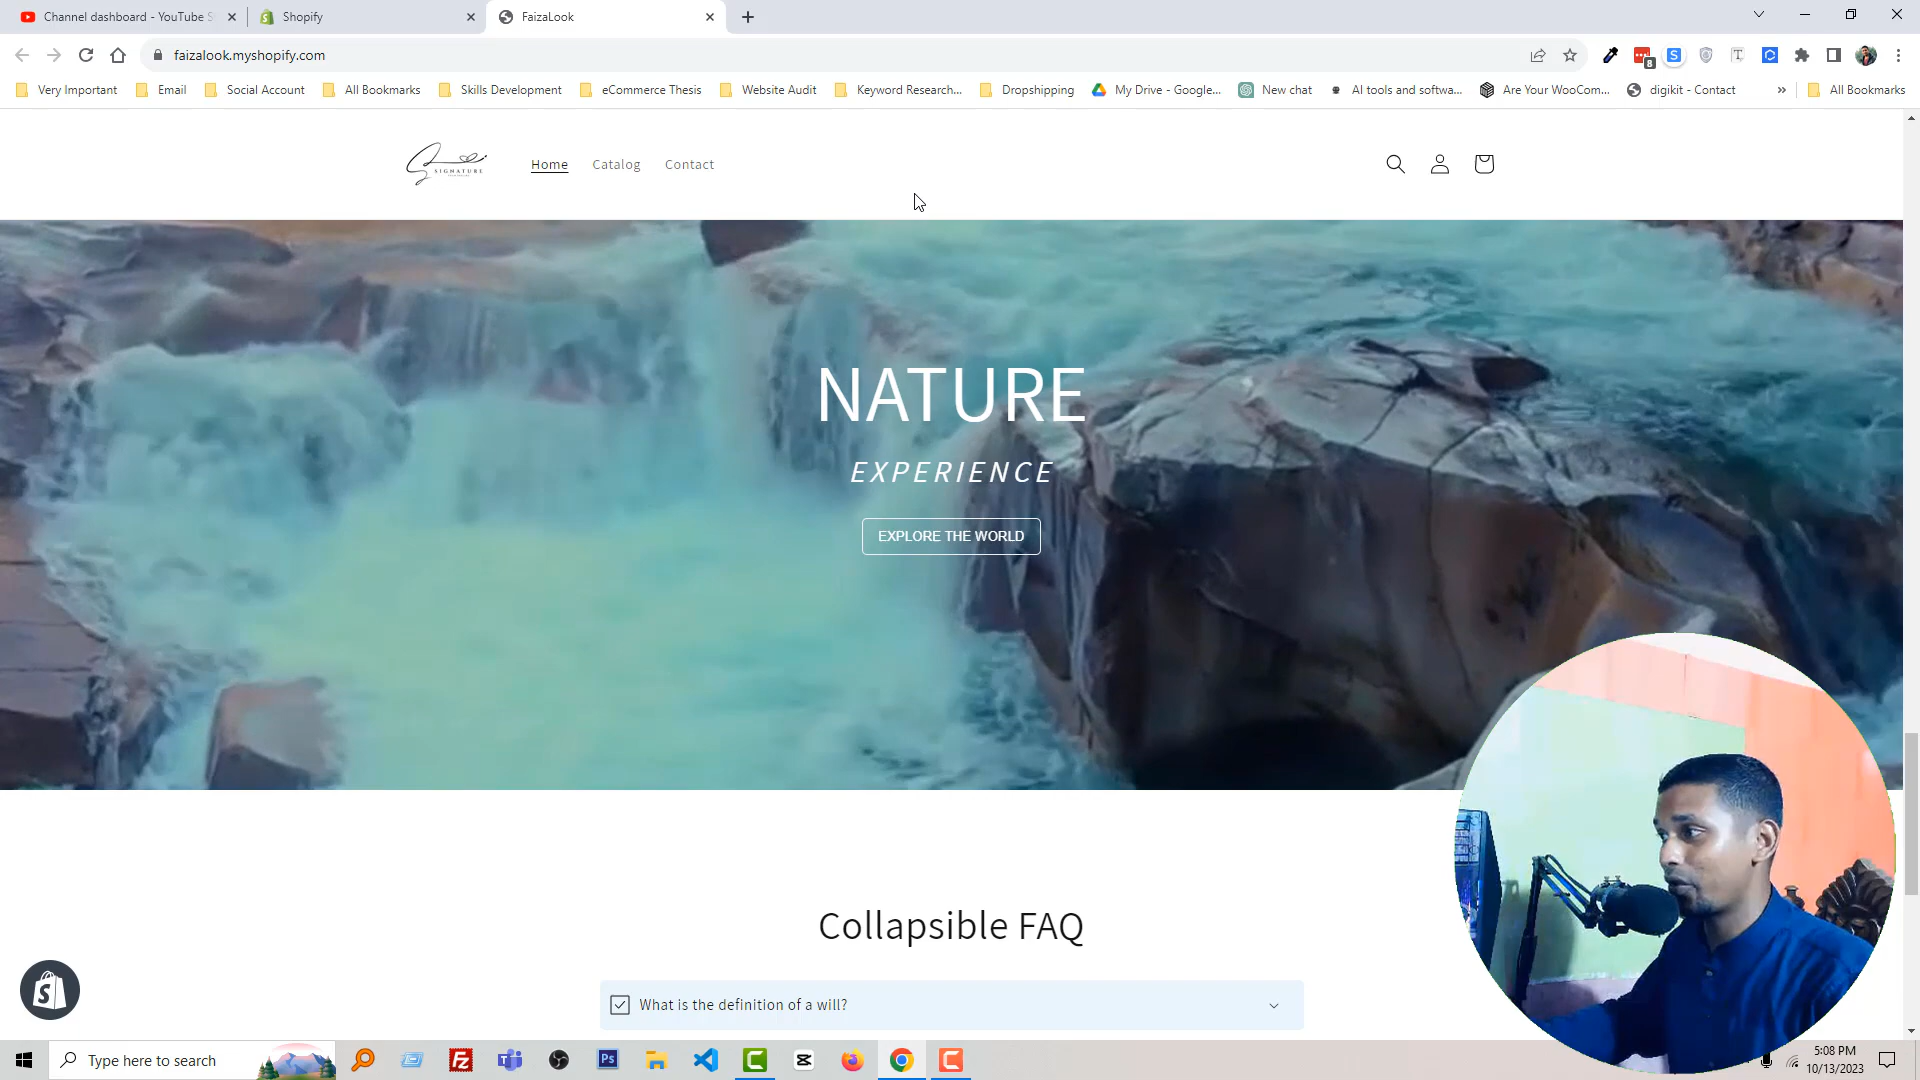 Channel dashboard - YouTube S
Shopify
FaizaLook
faizalook.myshopify.com
8
S
T
Very Important
Email
Social Account
All Bookmarks
Skills Development
eCommerce Thesis
Website Audit
Keyword Research...
Dropshipping
My Drive - Google...
New chat
AI tools and softwa...
Are Your WooCom...
digikit - Contact
»
All Bookmarks
SIGNATURE
Home
Catalog
Contact
NATURE
EXPERIENCE
EXPLORE THE WORLD
Collapsible FAQ
What is the definition of a will?
Type here to search
Ps
5:08 PM
10/13/2023